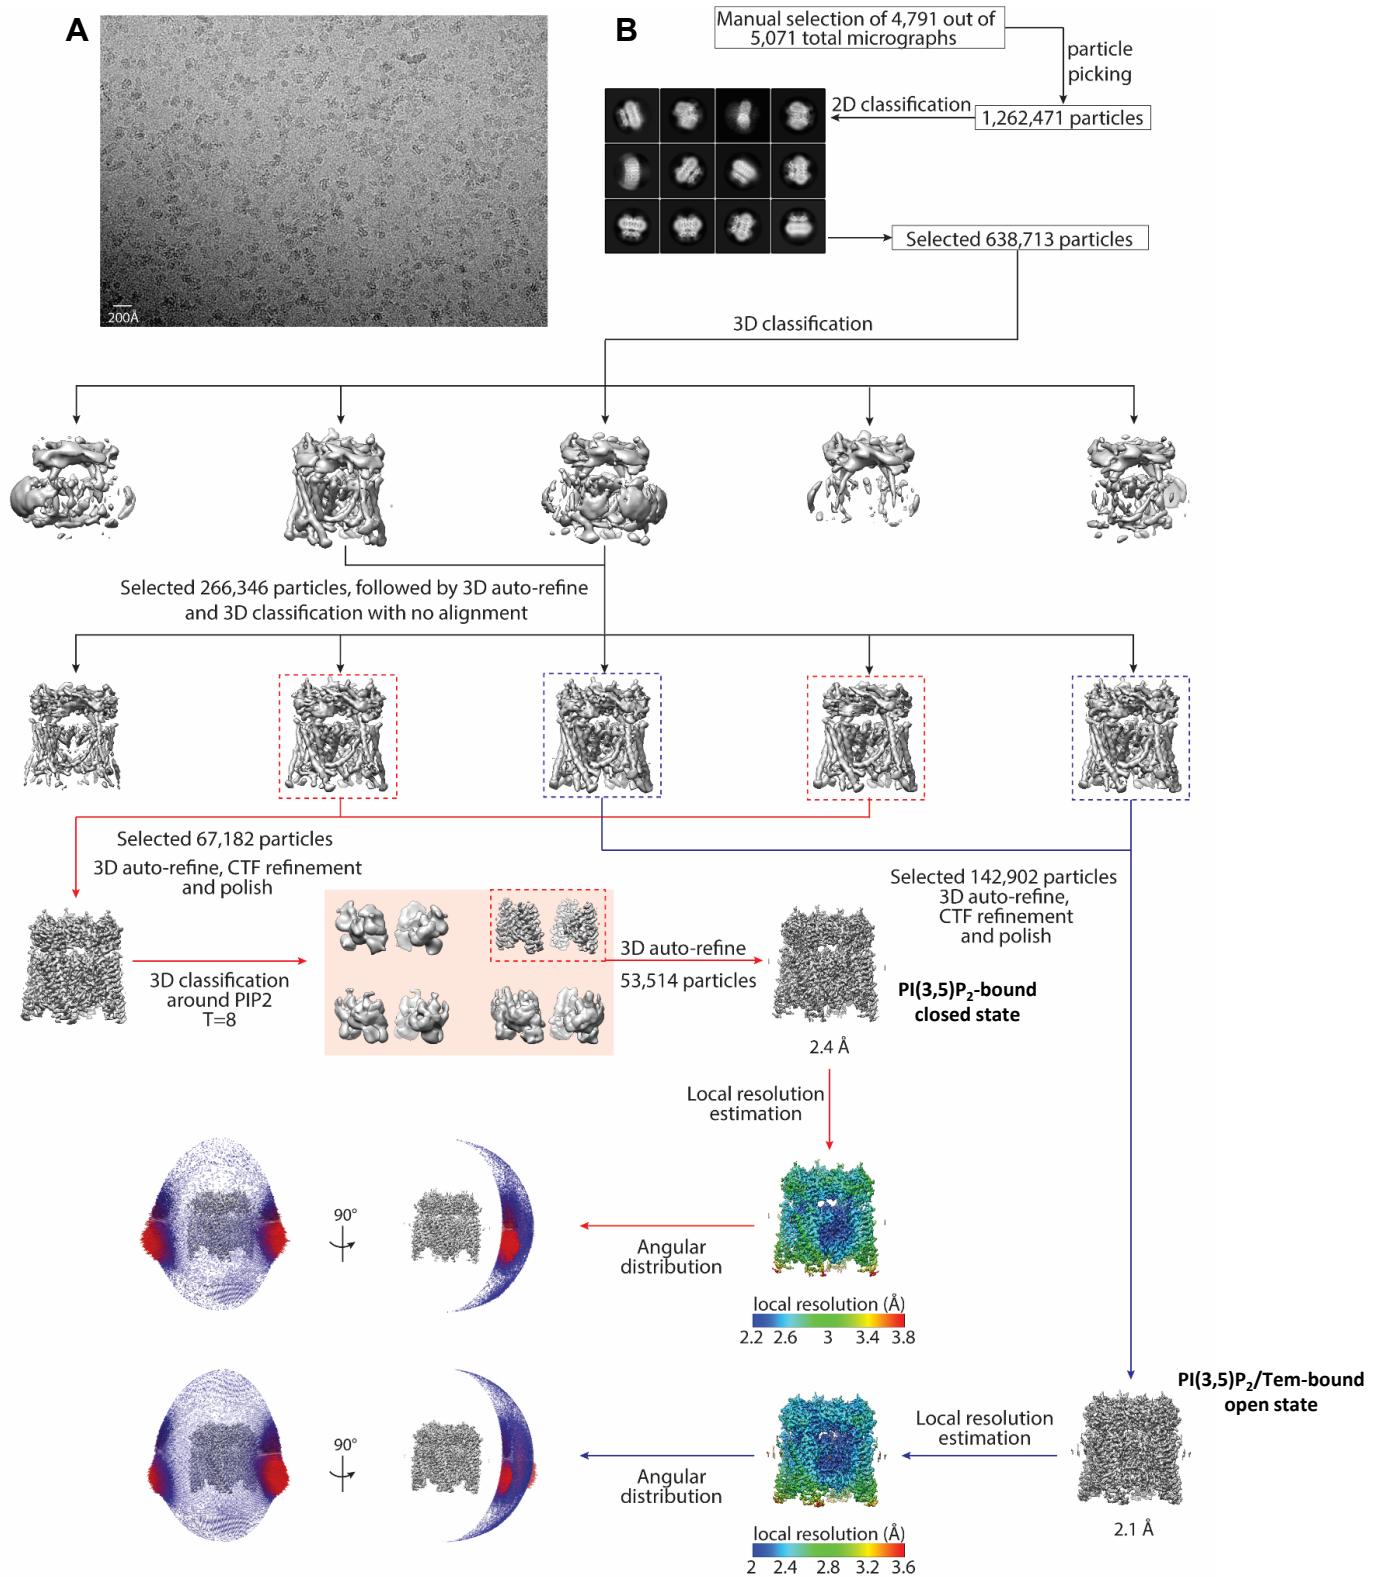 A
200Å
B
Manual selection of 4,791 out of
5,071 total micrographs
particle
picking
1,262,471 particles
2D classification
Selected 638,713 particles
3D classification
Selected 266,346 particles, followed by 3D auto-refine
and 3D classification with no alignment
Selected 67,182 particles
3D auto-refine, CTF refinement
and polish
Selected 142,902 particles
3D auto-refine,
CTF refinement
and polish
3D classification
around PIP2
T=8
3D auto-refine
53,514 particles
PI(3,5)P₂-bound
closed state
2.4 Å
Local resolution
estimation
90°
Angular
distribution
local resolution (Å)
2.2 2.6 3 3.4 3.8
PI(3,5)P₂/Tem-bound
open state
Local resolution
estimation
90°
Angular
distribution
2.1 Å
local resolution (Å)
2 2.4 2.8 3.2 3.6